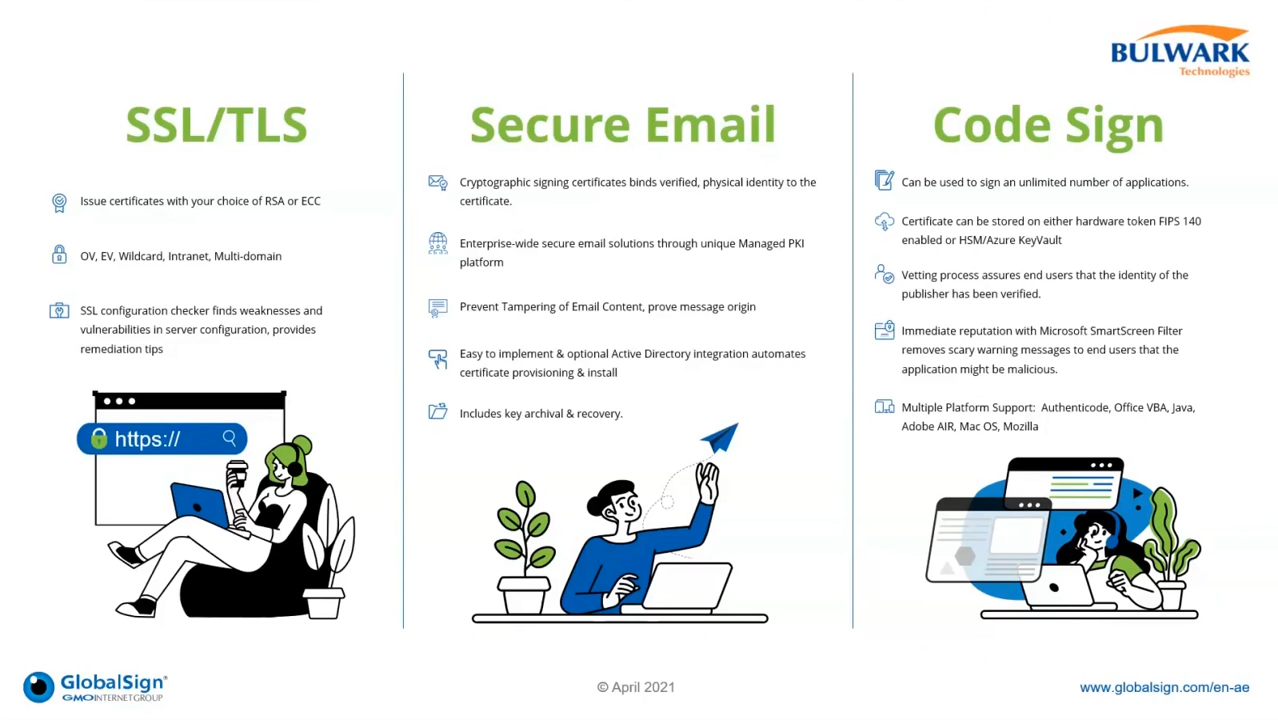 BULWARK
Technologies
SSL/TLS
Issue certificates with your choice of RSA or ECC
OV, EV, Wildcard, Intranet, Multi-domain
SSL configuration checker finds weaknesses and
vulnerabilities in server configuration, provides
remediation tips
https://
Secure Email
Cryptographic signing certificates binds verified, physical identity to the
certificate.
Enterprise-wide secure email solutions through unique Managed PKI
platform
Prevent Tampering of Email Content, prove message origin
Easy to implement & optional Active Directory integration automates
certificate provisioning & install
Includes key archival & recovery.
Code Sign
Can be used to sign an unlimited number of applications.
Certificate can be stored on either hardware token FIPS 140
enabled or HSM/Azure KeyVault
Vetting process assures end users that the identity of the
publisher has been verified.
Immediate reputation with Microsoft SmartScreen Filter
removes scary warning messages to end users that the
application might be malicious.
Multiple Platform Support:  Authenticode, Office VBA, Java,
Adobe AIR, Mac OS, Mozilla
GlobalSign®
GMO INTERNET GROUP
© April 2021
www.globalsign.com/en-ae